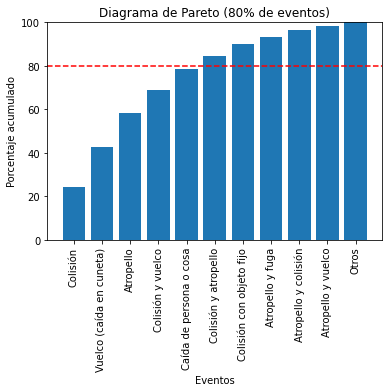 Diagrama de Pareto (80% de eventos)
Porcentaje acumulado
100
80
60
40
20
0
Colisión
Vuelco (caída en cuneta)
Atropello
Colisión y vuelco
Caída de persona o cosa
Colisión y atropello
Colisión con objeto fijo
Atropello y fuga
Atropello y colisión
Atropello y vuelco
Otros
Eventos